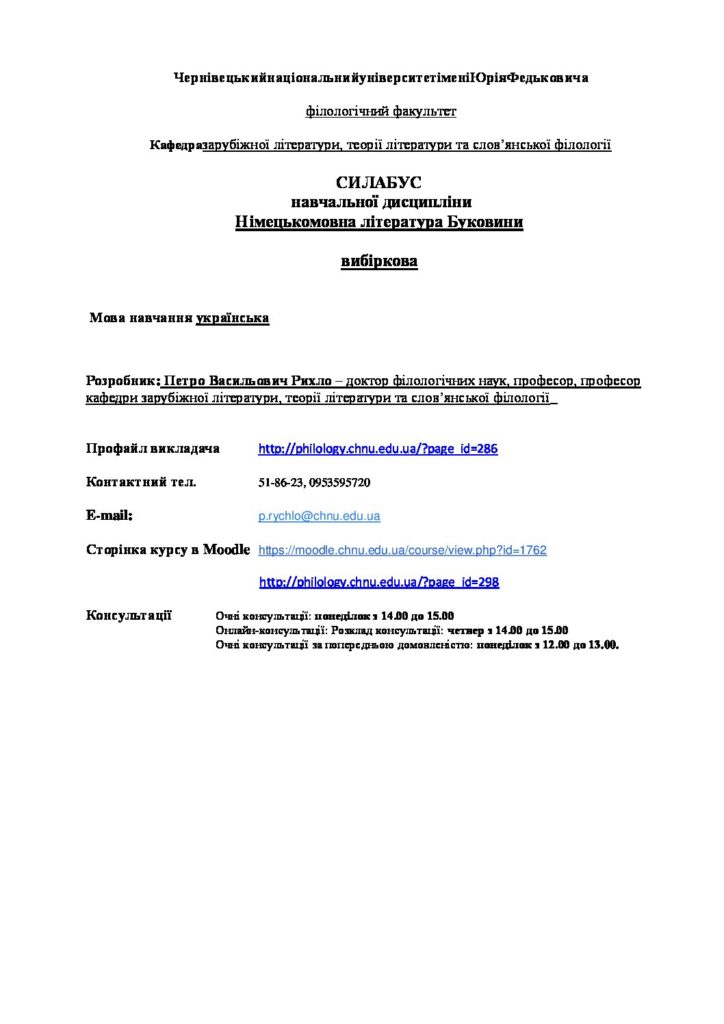 ЧернівецькийнаціональнийуніверситетіменіЮріяФедьковича
філологічний факультет
Кафедразарубіжної літератури, теорії літератури та слов’янської філології
СИЛАБУС
навчальної дисципліни
Німецькомовна література Буковини
вибіркова
Мова навчання українська
Розробник: Петро Васильович Рихло – доктор філологічних наук, професор, професор
кафедри зарубіжної літератури, теорії літератури та слов’янської філології_
Профайл викладача http://philology.chnu.edu.ua/?page_id=286
Контактний тел. 51-86-23, 0953595720
E-mail: p.rychlo@chnu.edu.ua
Сторінка курсу в Moodle https://moodle.chnu.edu.ua/course/view.php?id=1762
http://philology.chnu.edu.ua/?page_id=298
Консультації Очні консультації: понеділок з 14.00 до 15.00
Онлайн-консультації: Розклад консультацій: четвер з 14.00 до 15.00
Очні консультації за попередньою домовленістю: понеділок з 12.00 до 13.00.